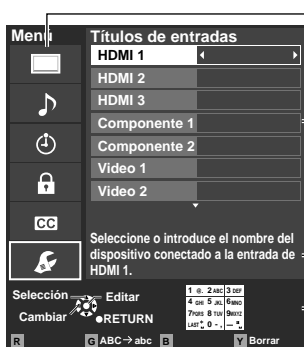 Menú
Títulos de entradas
HDMI 1
HDMI 2
HDMI 3
Componente 1
Componente 2
Video 1
Video 2
CC
Seleccione o introduce el nombre del
dispositivo conectado a la entrada de
HDMI 1.
Selección
Editar
Cambiar
RETURN
1 @. 2 ABC 3 DEF
4 GHI 5 JKL 6 MNO
7 PQRS 8 TUV 9 WXYZ
LAST 0 - ,
R
G ABC→abc
B
Y Borrar